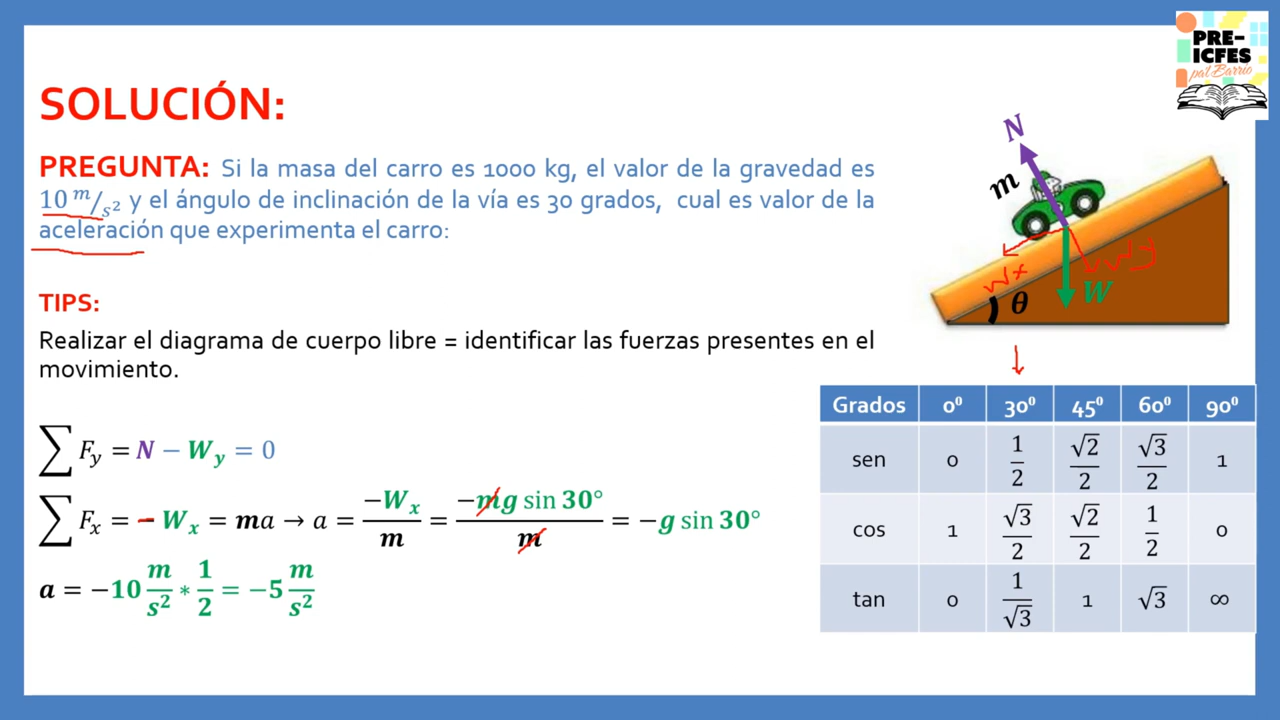 PRE-
ICFES
pa'l Barrio
SOLUCIÓN:
PREGUNTA: Si la masa del carro es 1000 kg, el valor de la gravedad es
10 m/s² y el ángulo de inclinación de la vía es 30 grados, cual es valor de la
aceleración que experimenta el carro:
N
m
Wx
Wy
W
θ
TIPS:
Realizar el diagrama de cuerpo libre = identificar las fuerzas presentes en el
movimiento.
∑ F_y = N − W_y = 0
∑ F_x = − W_x = ma → a = −W_x / m = −mg sin 30° / m = −g sin 30°
a = −10 m/s² * 1/2 = −5 m/s²
Grados 0⁰ 30⁰ 45⁰ 60⁰ 90⁰
sen 0 1/2 √2/2 √3/2 1
cos 1 √3/2 √2/2 1/2 0
tan 0 1/√3 1 √3 ∞